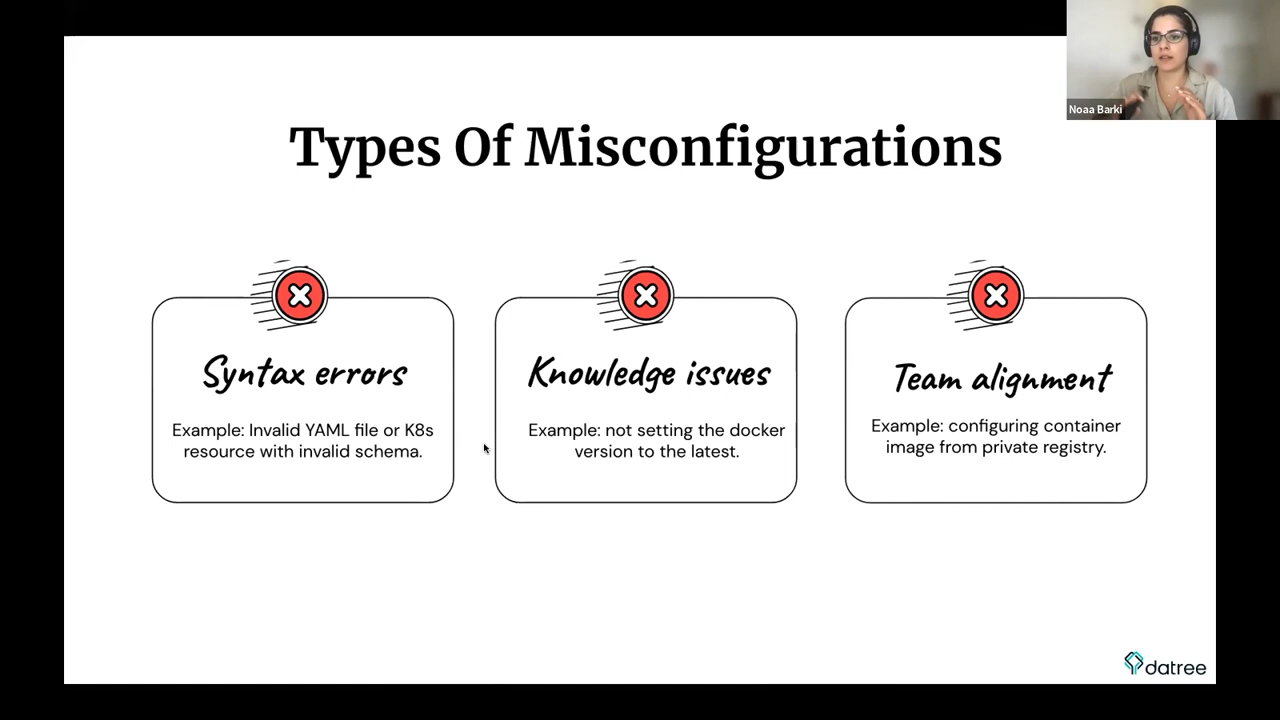 Noaa Barki
Types Of Misconfigurations
Syntax errors
Example: Invalid YAML file or K8s
resource with invalid schema.
Knowledge issues
Example: not setting the docker
version to the latest.
Team alignment
Example: configuring container
image from private registry.
datree